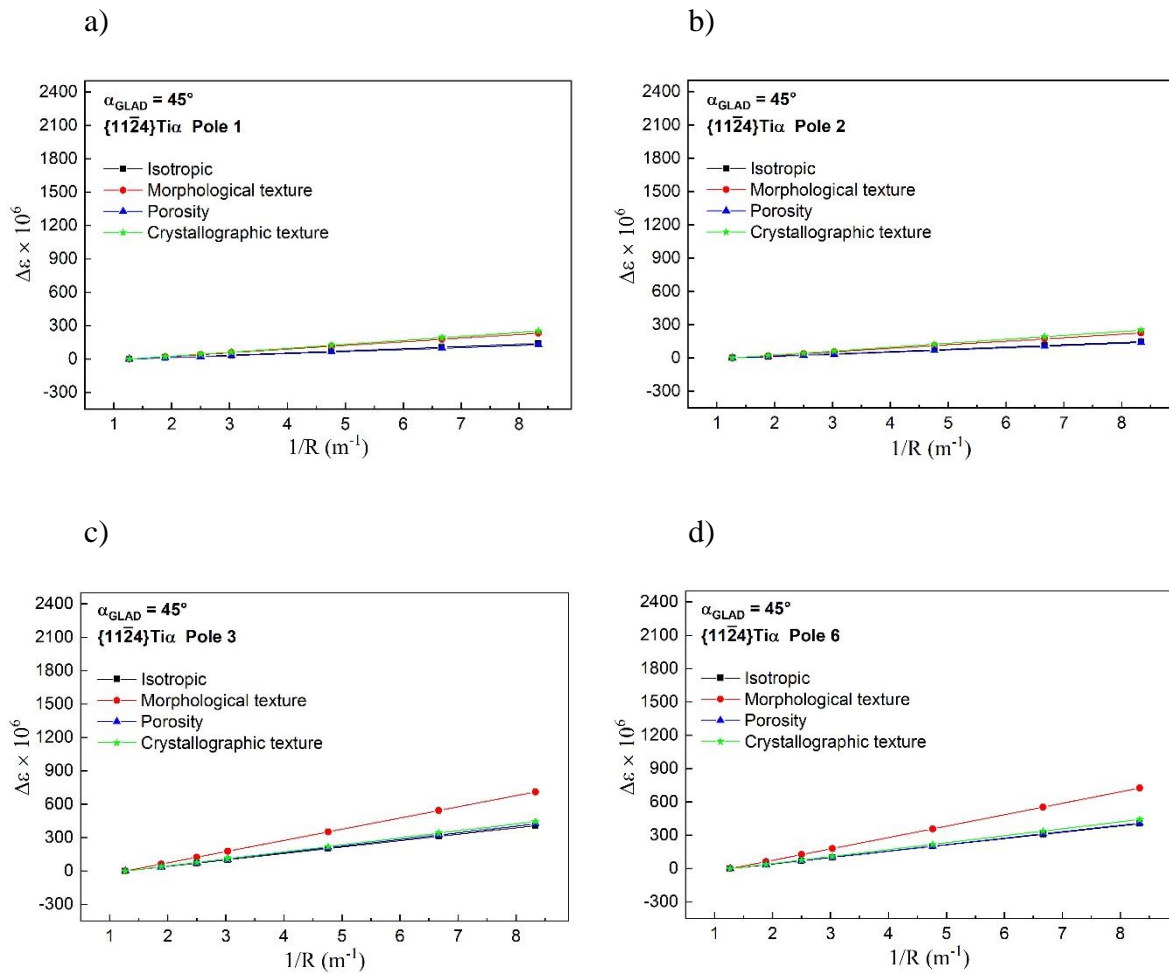 a)
2400
2100
1800
1500
1200
900
600
300
0
-300
Δε × 10⁶
α_GLAD = 45°
{112̄4}Tiα Pole 1
Isotropic
Morphological texture
Porosity
Crystallographic texture
1 2 3 4 5 6 7 8
1/R (m⁻¹)
b)
2400
2100
1800
1500
1200
900
600
300
0
-300
Δε × 10⁶
α_GLAD = 45°
{112̄4}Tiα Pole 2
Isotropic
Morphological texture
Porosity
Crystallographic texture
1 2 3 4 5 6 7 8
1/R (m⁻¹)
c)
2400
2100
1800
1500
1200
900
600
300
0
-300
Δε × 10⁶
α_GLAD = 45°
{112̄4}Tiα Pole 3
Isotropic
Morphological texture
Porosity
Crystallographic texture
1 2 3 4 5 6 7 8
1/R (m⁻¹)
d)
2400
2100
1800
1500
1200
900
600
300
0
-300
Δε × 10⁶
α_GLAD = 45°
{112̄4}Tiα Pole 6
Isotropic
Morphological texture
Porosity
Crystallographic texture
1 2 3 4 5 6 7 8
1/R (m⁻¹)